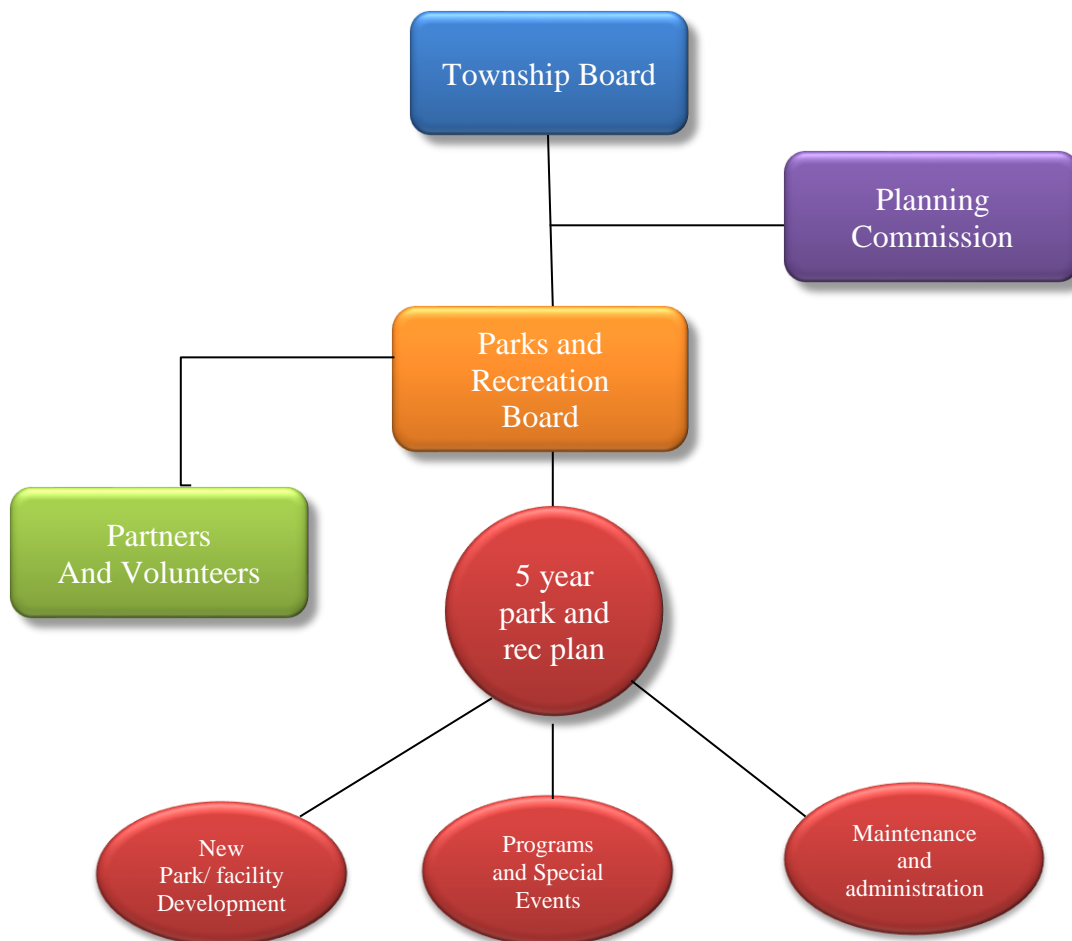 Township Board
Planning
Commission
Parks and
Recreation
Board
Partners
And Volunteers
5 year
park and
rec plan
New
Park/ facility
Development
Programs
and Special
Events
Maintenance
and
administration